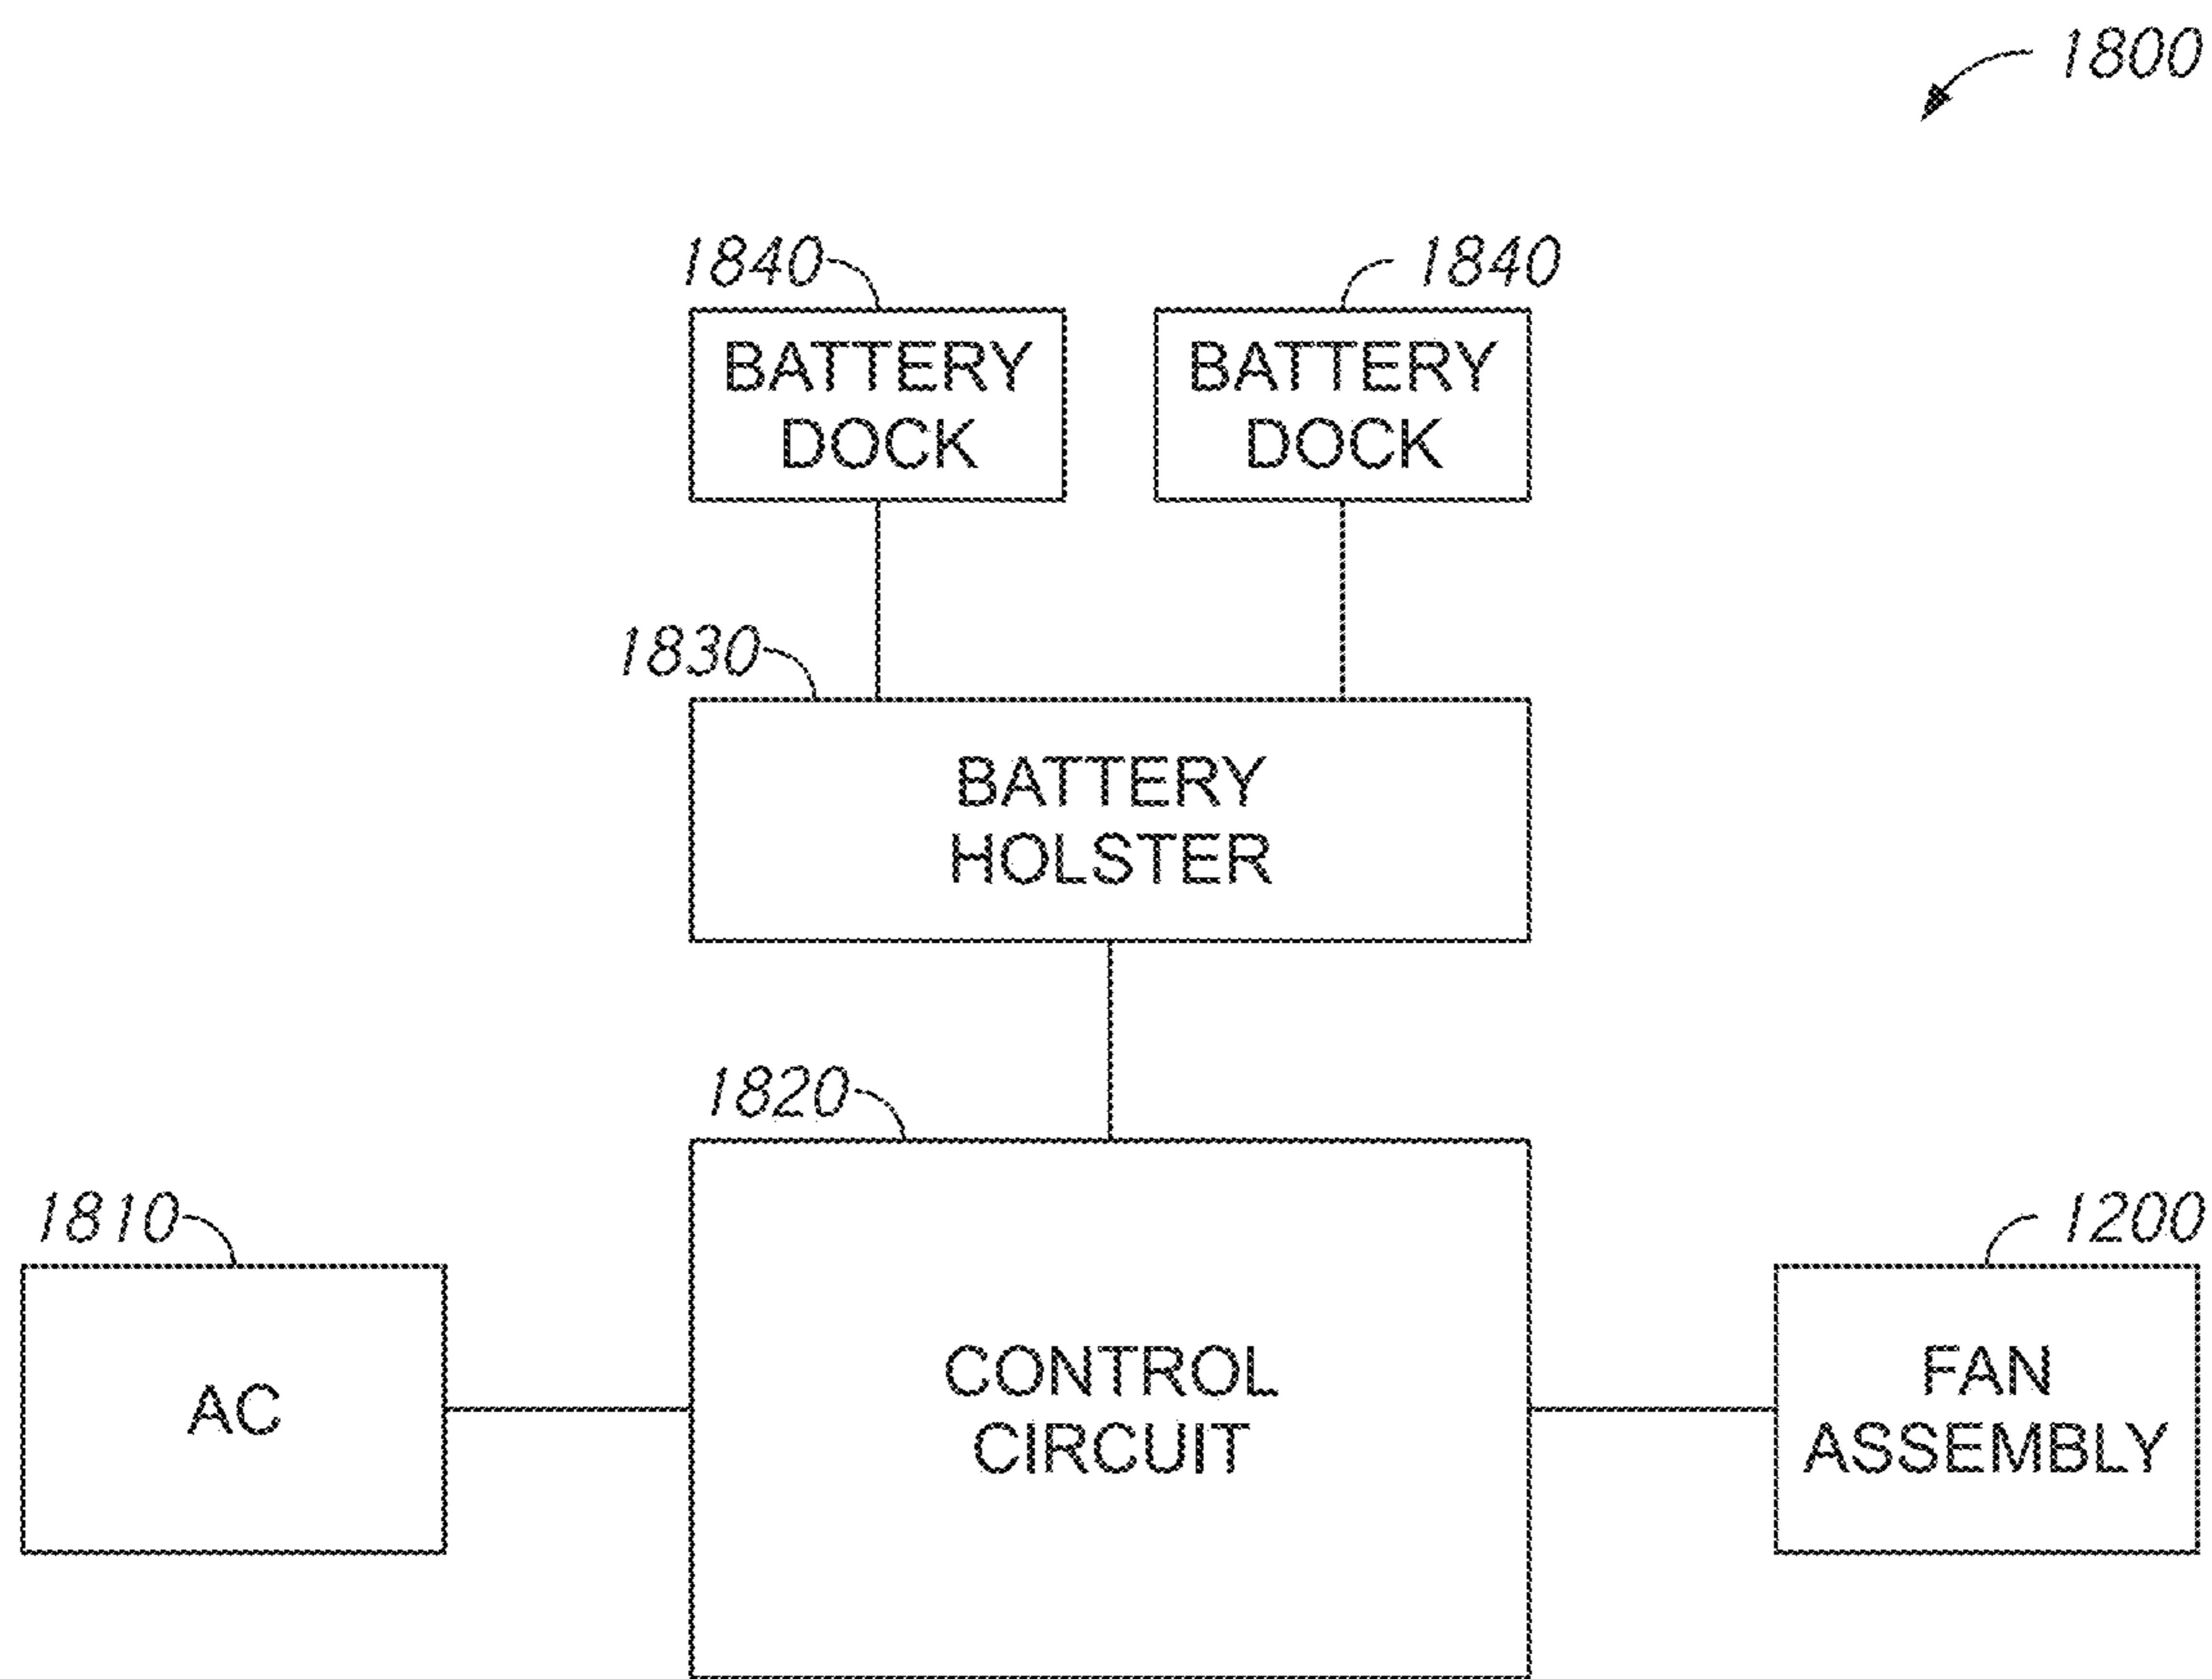 1800
1840
1840
BATTERY
DOCK
BATTERY
DOCK
1830
BATTERY
HOLSTER
1820
1810
1200
AC
CONTROL
CIRCUIT
FAN
ASSEMBLY